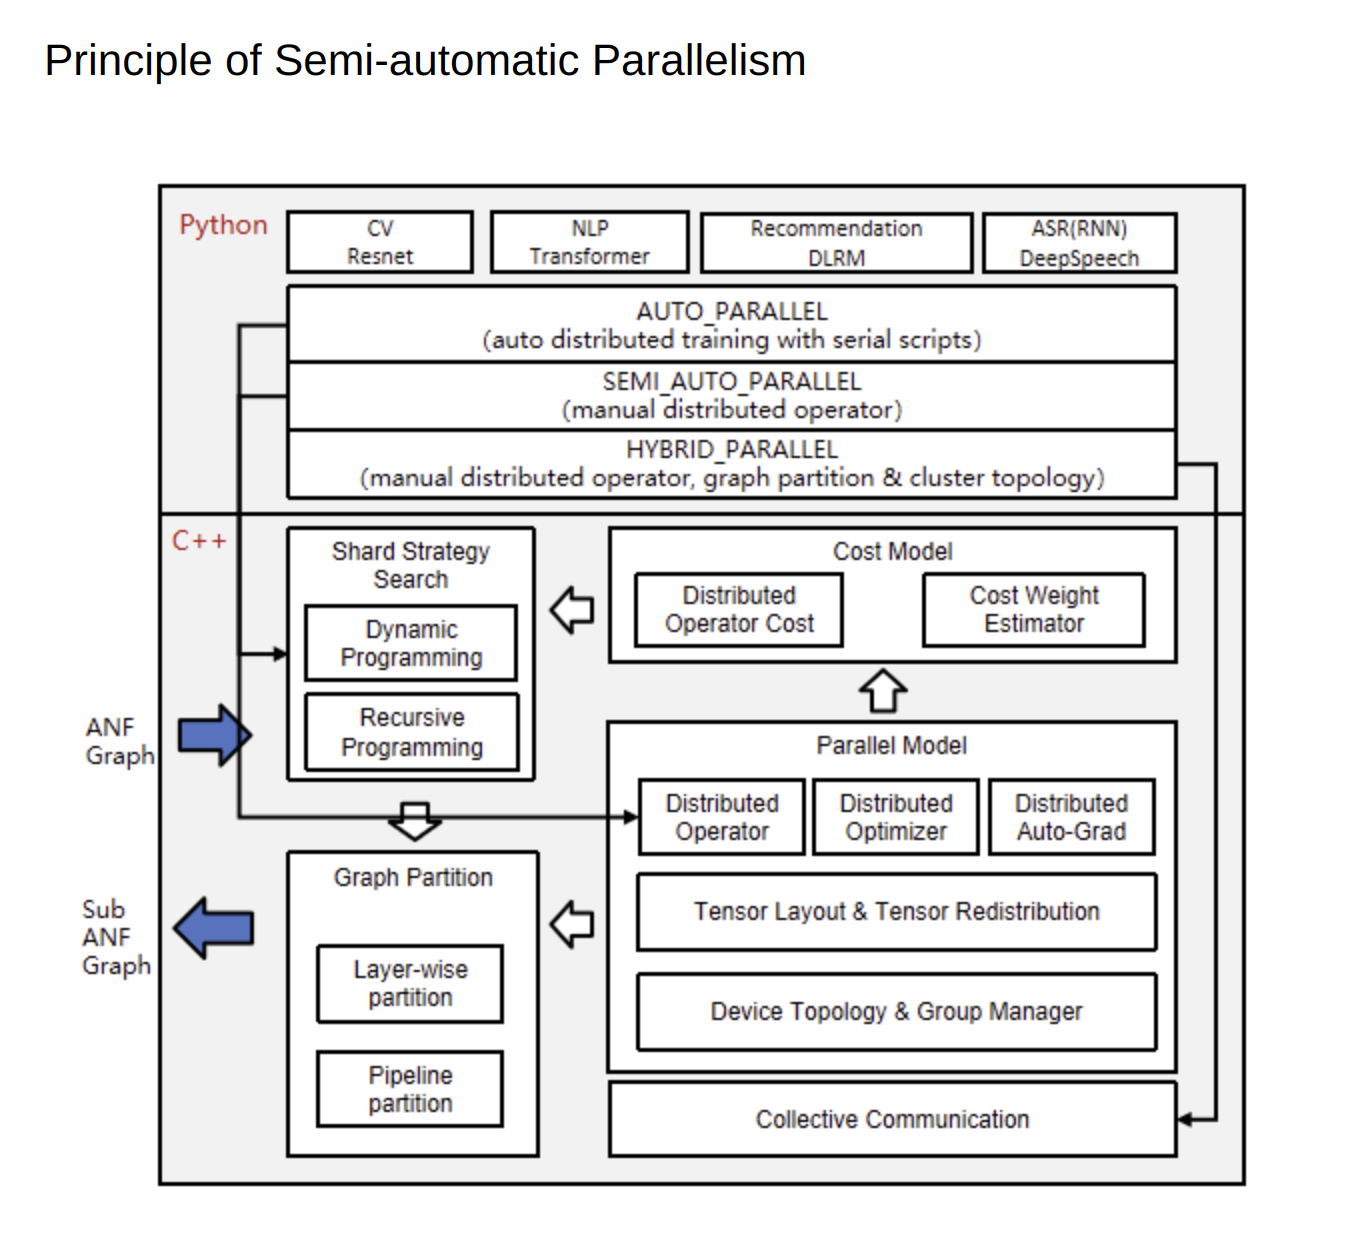 Principle of Semi-automatic Parallelism
Python
CV
Resnet
NLP
Transformer
Recommendation
DLRM
ASR(RNN)
DeepSpeech
AUTO_PARALLEL
(auto distributed training with serial scripts)
SEMI_AUTO_PARALLEL
(manual distributed operator)
HYBRID_PARALLEL
(manual distributed operator, graph partition & cluster topology)
C++
Shard Strategy
Search
Dynamic
Programming
Recursive
Programming
Cost Model
Distributed
Operator Cost
Cost Weight
Estimator
ANF
Graph
Parallel Model
Distributed
Operator
Distributed
Optimizer
Distributed
Auto-Grad
Tensor Layout & Tensor Redistribution
Device Topology & Group Manager
Sub
ANF
Graph
Graph Partition
Layer-wise
partition
Pipeline
partition
Collective Communication